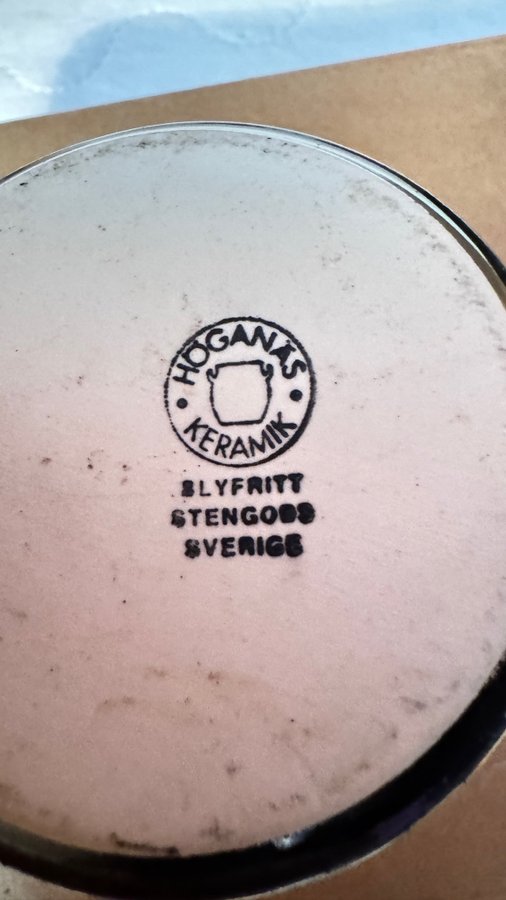 HÖGANÄS
KERAMIK
BLYFRITT
STENGODS
SVERIGE